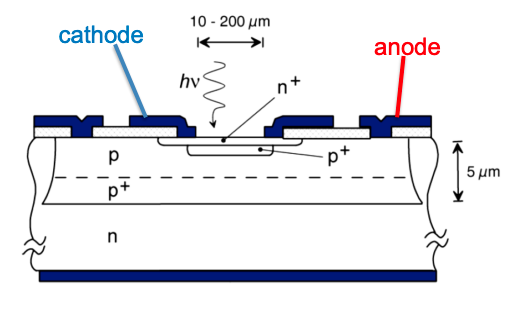 10 - 200 µm
cathode
anode
hν
n+
p
p+
p+
5 µm
n